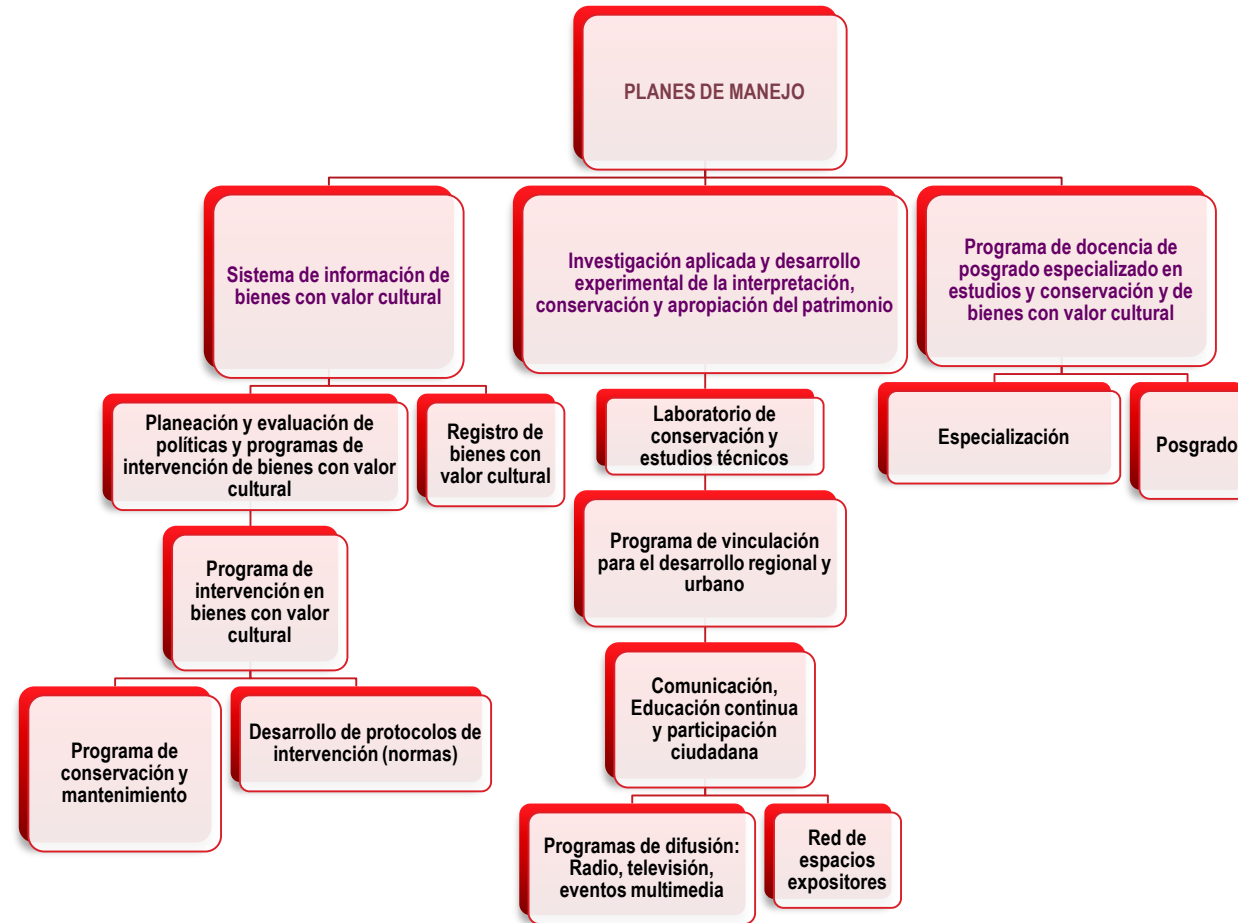 PLANES DE MANEJO
Sistema de información de
bienes con valor cultural
Investigación aplicada y desarrollo
experimental de la interpretación,
conservación y apropiación del patrimonio
Programa de docencia de
posgrado especializado en
estudios y conservación y de
bienes con valor cultural
Planeación y evaluación de
políticas y programas de
intervención de bienes con valor
cultural
Registro de
bienes con
valor cultural
Laboratorio de
conservación y
estudios técnicos
Especialización
Posgrado
Programa de
intervención en
bienes con valor
cultural
Programa de vinculación
para el desarrollo regional y
urbano
Programa de
conservación y
mantenimiento
Desarrollo de protocolos de
intervención (normas)
Comunicación,
Educación continua
y participación
ciudadana
Programas de difusión:
Radio, televisión,
eventos multimedia
Red de
espacios
expositores